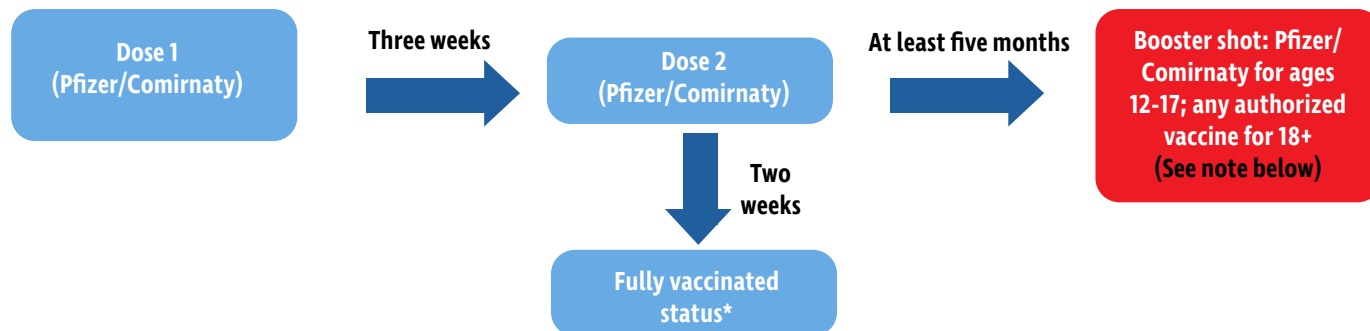 Dose 1
(Pfizer/Comirnaty)
Three weeks
Dose 2
(Pfizer/Comirnaty)
At least five months
Booster shot: Pfizer/
Comirnaty for ages
12-17; any authorized
vaccine for 18+
(See note below)
Two
weeks
Fully vaccinated
status*